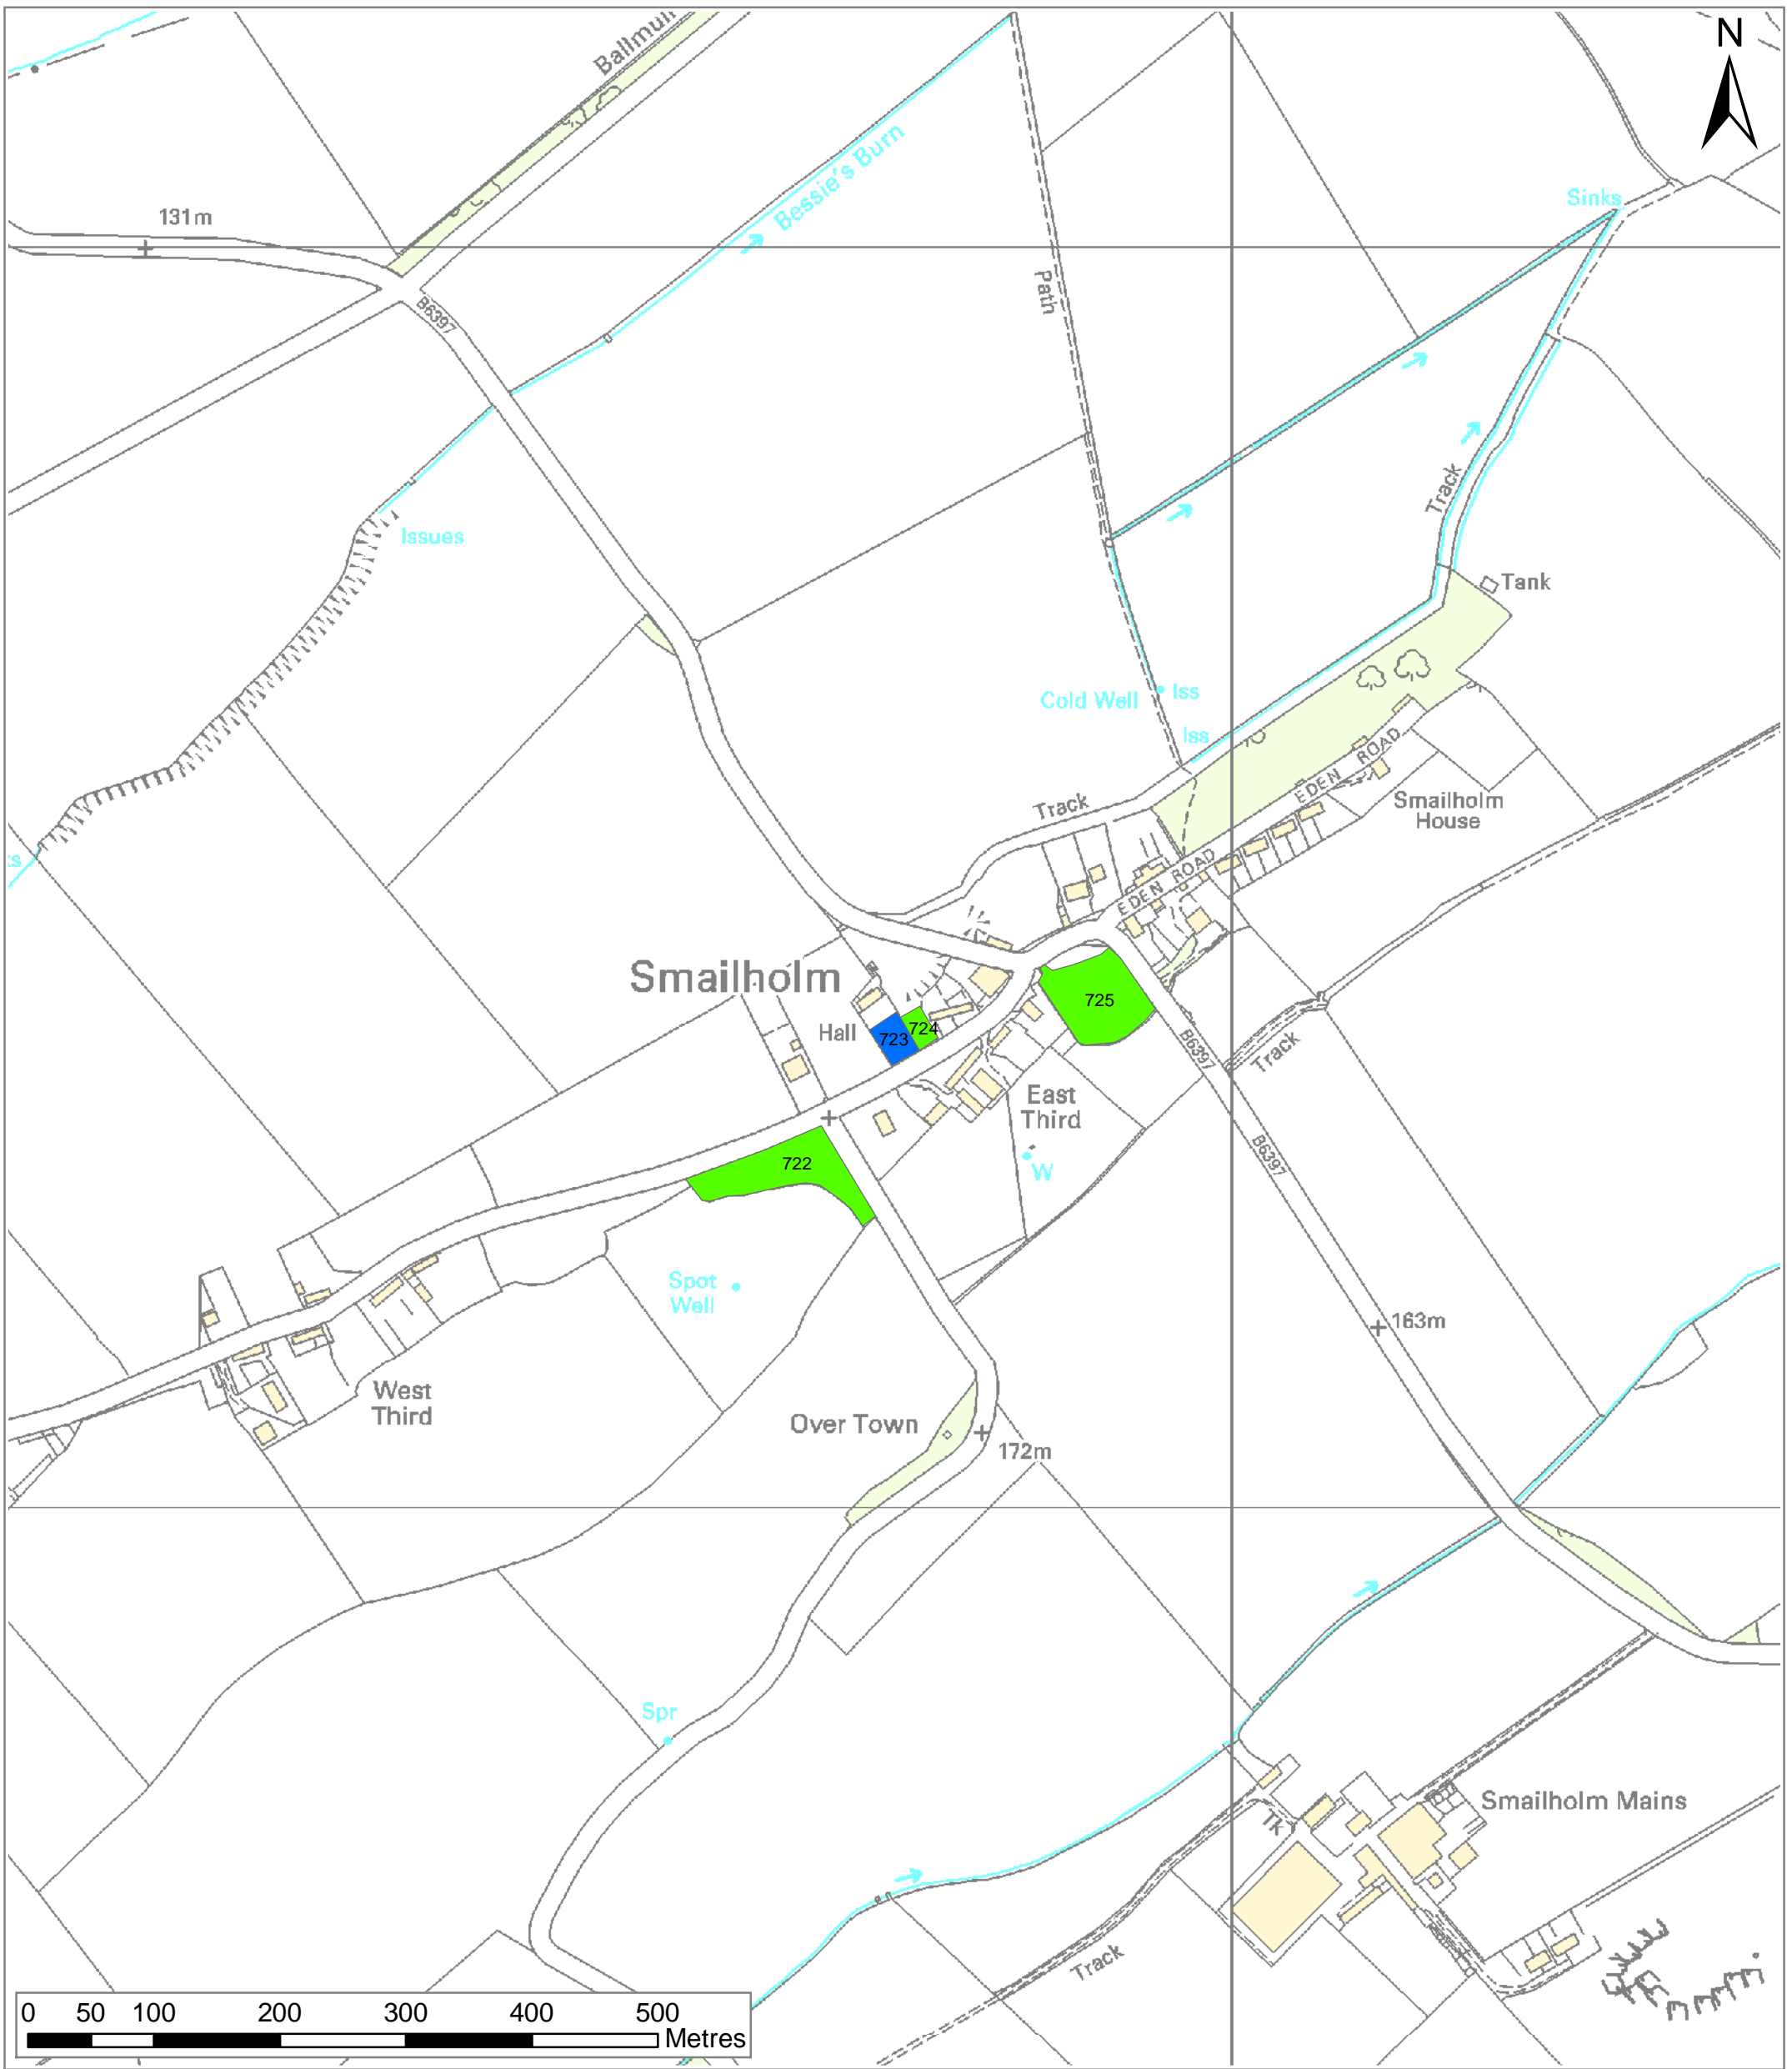 Ballmull
N
Bessie's Burn
Sinks
131m
B6397
Path
Issues
Track
Tank
Cold Well
Iss
Iss
EDEN ROAD
Smailholm
House
Track
EDEN ROAD
Smailholm
725
Hall
723
724
B6397
Track
East
Third
W
B6397
722
Spot
Well
163m
West
Third
Over Town
172m
Spr
Smailholm Mains
Tk
Track
0 50 100 200 300 400 500
Metres